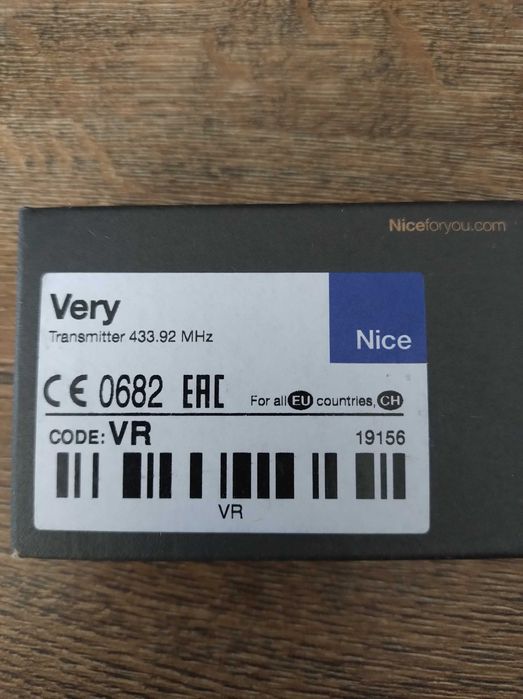 Niceforyou.com
Very
Transmitter 433.92 MHz
Nice
CE 0682 EAC For all EU countries, CH
CODE: VR 19156
VR